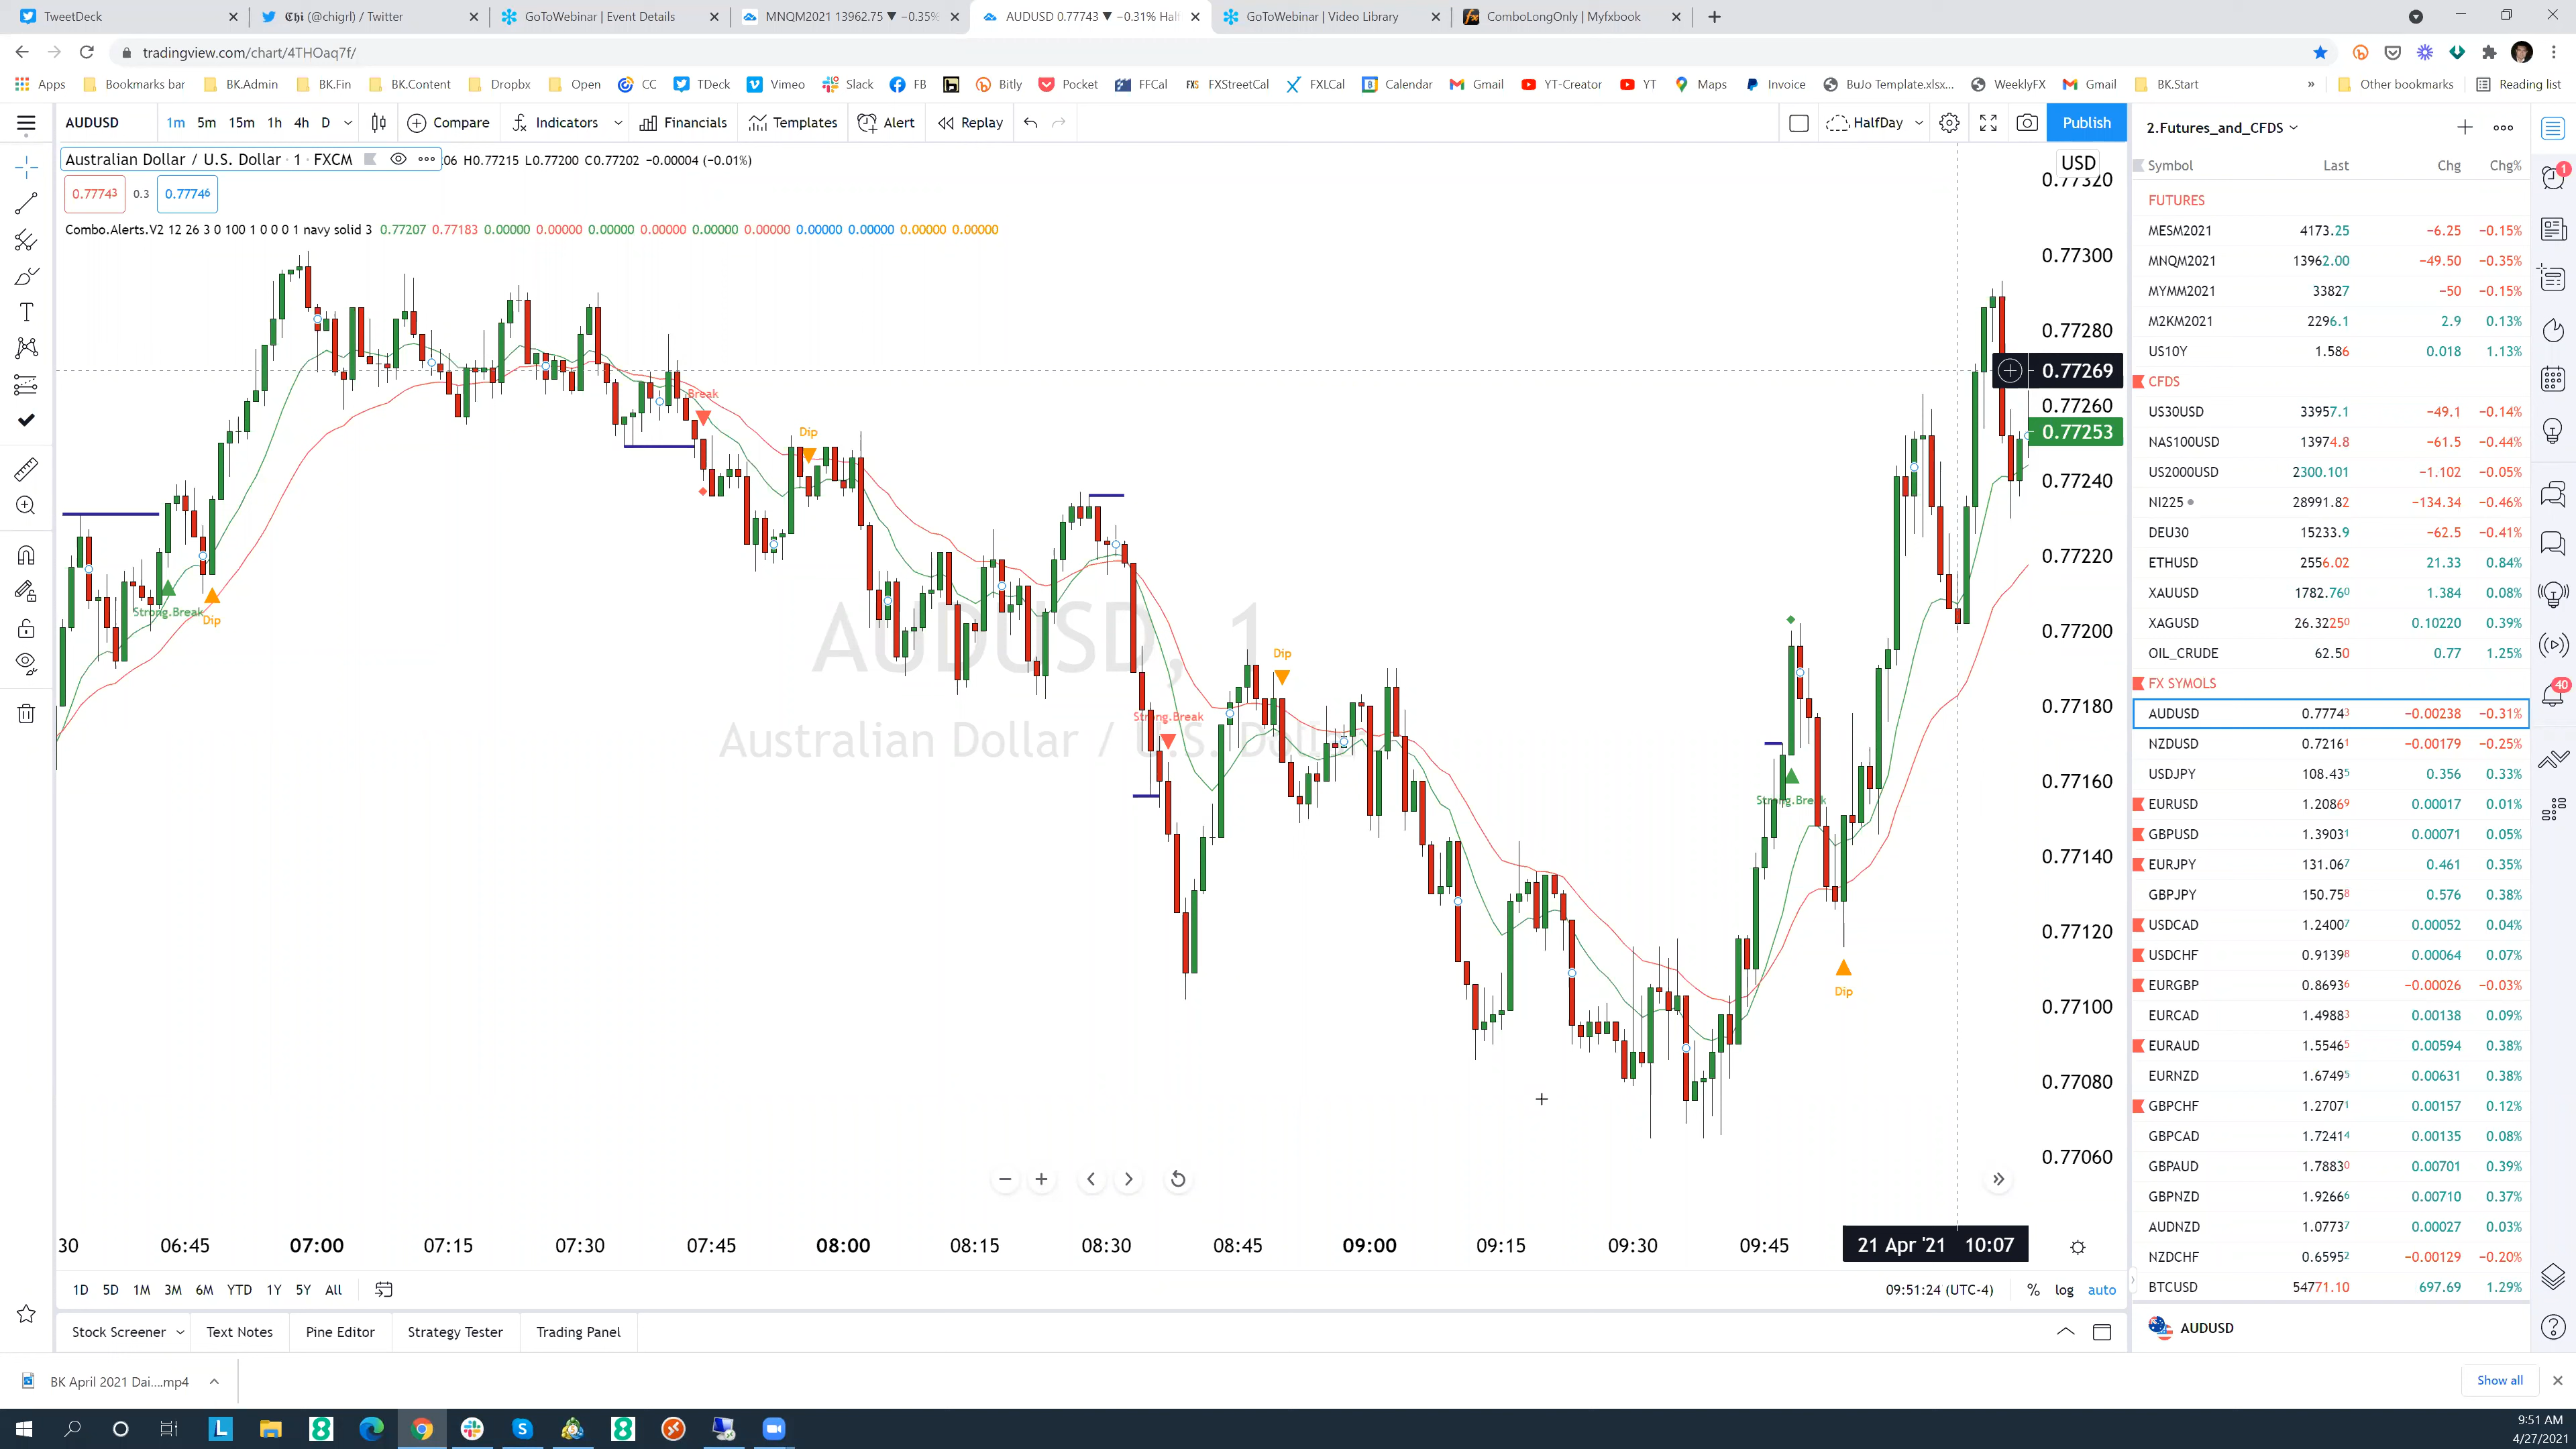 TweetDeck
ℭ𝔥𝔦 (@chigrl) / Twitter
GoToWebinar | Event Details
MNQM2021 13962.75 ▼ −0.35%
AUDUSD 0.77743 ▼ −0.31% Half
GoToWebinar | Video Library
ComboLongOnly | Myfxbook
tradingview.com/chart/4THOaq7f/
Apps Bookmarks bar BK.Admin BK.Fin BK.Content Dropbx Open CC TDeck Vimeo Slack FB Bitly Pocket FFCal FXStreetCal FXLCal Calendar Gmail YT-Creator YT Maps Invoice BuJo Template.xlsx... WeeklyFX Gmail BK.Start » Other bookmarks Reading list
AUDUSD 1m 5m 15m 1h 4h D Compare Indicators Financials Templates Alert Replay HalfDay Publish
Australian Dollar / U.S. Dollar · 1 · FXCM 06 H0.77215 L0.77200 C0.77202 −0.00004 (−0.01%)
0.77743 0.3 0.77746
Combo.Alerts.V2 12 26 3 0 100 1 0 0 0 1 navy solid 3 0.77207 0.77183 0.00000 0.00000 0.00000 0.00000 0.00000 0.00000 0.00000 0.00000 0.00000 0.00000
AUDUSD, 1
Australian Dollar / U.S. Dollar
Strong.Break
Dip
Break
Dip
Strong.Break
Dip
Strong.Break
Dip
USD
0.77320
0.77300
0.77280
0.77269
0.77260
0.77253
0.77240
0.77220
0.77200
0.77180
0.77160
0.77140
0.77120
0.77100
0.77080
0.77060
30 06:45 07:00 07:15 07:30 07:45 08:00 08:15 08:30 08:45 09:00 09:15 09:30 09:45 21 Apr '21 10:07
1D 5D 1M 3M 6M YTD 1Y 5Y All
09:51:24 (UTC-4) % log auto
Stock Screener Text Notes Pine Editor Strategy Tester Trading Panel
2.Futures_and_CFDS
Symbol Last Chg Chg%
FUTURES
MESM2021 4173.25 −6.25 −0.15%
MNQM2021 13962.00 −49.50 −0.35%
MYMM2021 33827 −50 −0.15%
M2KM2021 2296.1 2.9 0.13%
US10Y 1.586 0.018 1.13%
CFDS
US30USD 33957.1 −49.1 −0.14%
NAS100USD 13974.8 −61.5 −0.44%
US2000USD 2300.101 −1.102 −0.05%
NI225 28991.82 −134.34 −0.46%
DEU30 15233.9 −62.5 −0.41%
ETHUSD 2556.02 21.33 0.84%
XAUUSD 1782.760 1.384 0.08%
XAGUSD 26.32250 0.10220 0.39%
OIL_CRUDE 62.50 0.77 1.25%
FX SYMOLS
AUDUSD 0.77743 −0.00238 −0.31%
NZDUSD 0.72161 −0.00179 −0.25%
USDJPY 108.435 0.356 0.33%
EURUSD 1.20869 0.00017 0.01%
GBPUSD 1.39031 0.00071 0.05%
EURJPY 131.067 0.461 0.35%
GBPJPY 150.758 0.576 0.38%
USDCAD 1.24007 0.00052 0.04%
USDCHF 0.91398 0.00064 0.07%
EURGBP 0.86936 −0.00026 −0.03%
EURCAD 1.49883 0.00138 0.09%
EURAUD 1.55465 0.00594 0.38%
EURNZD 1.67495 0.00631 0.38%
GBPCHF 1.27071 0.00157 0.12%
GBPCAD 1.72414 0.00135 0.08%
GBPAUD 1.78830 0.00701 0.39%
GBPNZD 1.92666 0.00710 0.37%
AUDNZD 1.07737 0.00027 0.03%
NZDCHF 0.65952 −0.00129 −0.20%
BTCUSD 54771.10 697.69 1.29%
AUDUSD
1
40
BK April 2021 Dai....mp4
Show all
9:51 AM
4/27/2021